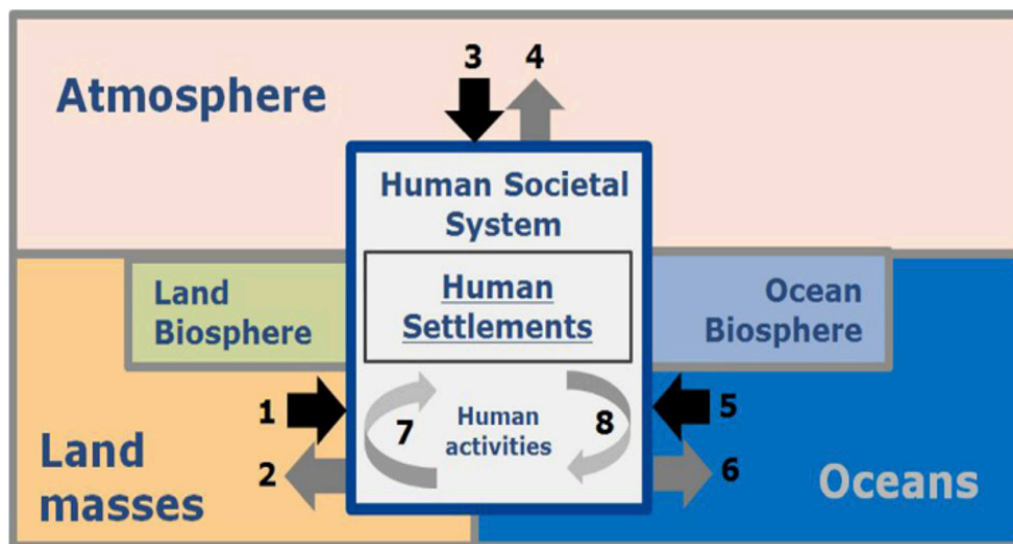 3 4
Atmosphere
Human Societal
System
Land
Biosphere
Human
Settlements
Ocean
Biosphere
1
7
Human
activities
8
5
2
6
Land
masses
Oceans